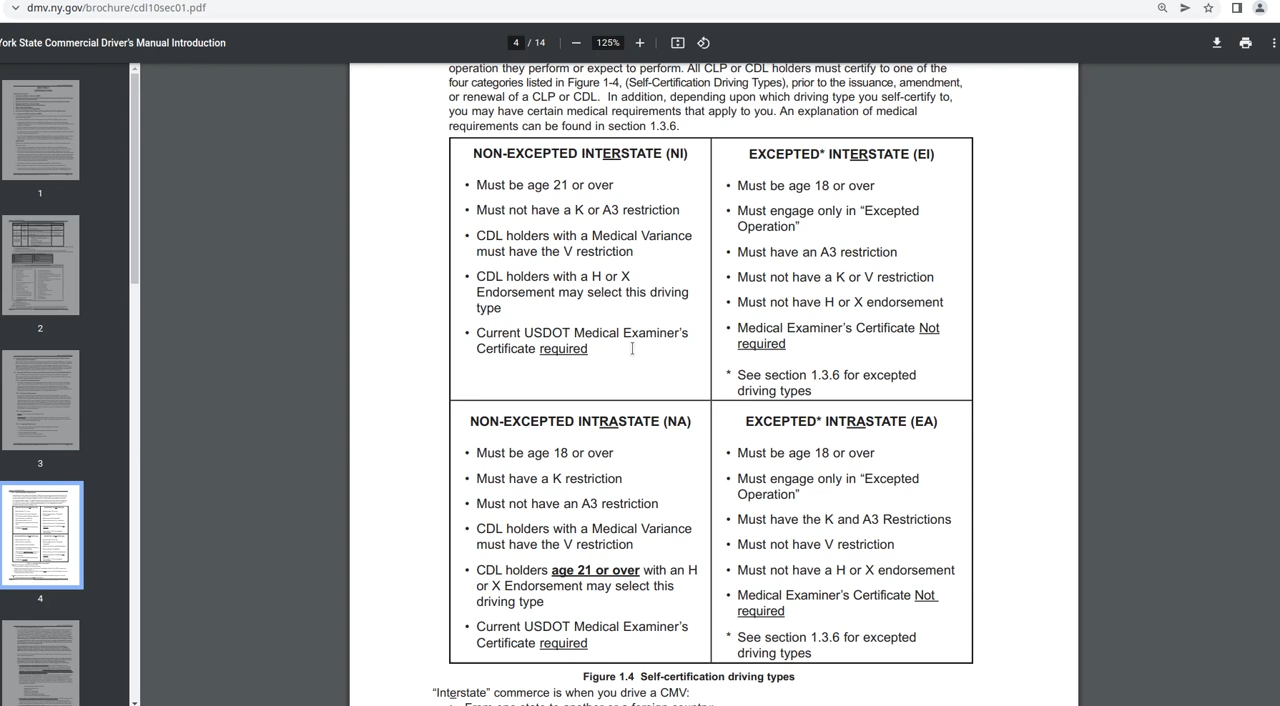 dmv.ny.gov/brochure/cdl10sec01.pdf
York State Commercial Driver's Manual Introduction
4 / 14
125%
1
2
3
4
operation they perform or expect to perform. All CLP or CDL holders must certify to one of the
four categories listed in Figure 1-4, (Self-Certification Driving Types), prior to the issuance, amendment,
or renewal of a CLP or CDL. In addition, depending upon which driving type you self-certify to,
you may have certain medical requirements that apply to you. An explanation of medical
requirements can be found in section 1.3.6.
NON-EXCEPTED INTERSTATE (NI)
• Must be age 21 or over
• Must not have a K or A3 restriction
• CDL holders with a Medical Variance
must have the V restriction
• CDL holders with a H or X
Endorsement may select this driving
type
• Current USDOT Medical Examiner's
Certificate required
EXCEPTED* INTERSTATE (EI)
• Must be age 18 or over
• Must engage only in “Excepted
Operation”
• Must have an A3 restriction
• Must not have a K or V restriction
• Must not have H or X endorsement
• Medical Examiner's Certificate Not
required
* See section 1.3.6 for excepted
driving types
NON-EXCEPTED INTRASTATE (NA)
• Must be age 18 or over
• Must have a K restriction
• Must not have an A3 restriction
• CDL holders with a Medical Variance
must have the V restriction
• CDL holders age 21 or over with an H
or X Endorsement may select this
driving type
• Current USDOT Medical Examiner's
Certificate required
EXCEPTED* INTRASTATE (EA)
• Must be age 18 or over
• Must engage only in “Excepted
Operation”
• Must have the K and A3 Restrictions
• Must not have V restriction
• Must not have a H or X endorsement
• Medical Examiner's Certificate Not
required
* See section 1.3.6 for excepted
driving types
Figure 1.4 Self-certification driving types
“Interstate” commerce is when you drive a CMV: